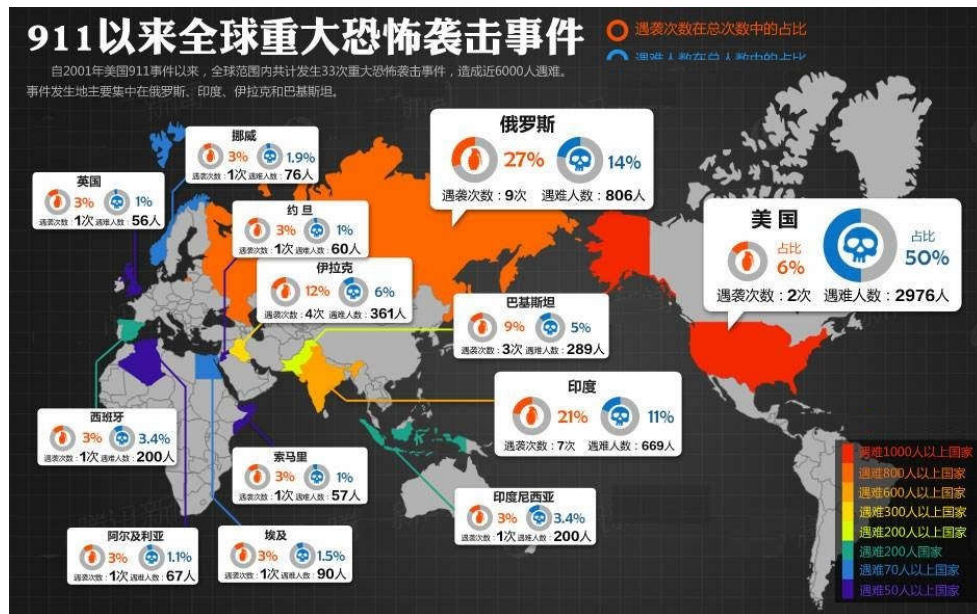 911以来全球重大恐怖袭击事件
遇袭次数在总次数中的占比
遇难人数在总人数中的占比
自2001年美国911事件以来,全球范围内共计发生33次重大恐怖袭击事件,造成近6000人遇难。
事件发生地主要集中在俄罗斯、印度、伊拉克和巴基斯坦。
挪威
3% 1.9%
遇袭次数:1次 遇难人数:76人
英国
3% 1%
遇袭次数:1次 遇难人数:56人
约旦
3% 1%
遇袭次数:1次 遇难人数:60人
伊拉克
12% 6%
遇袭次数:4次 遇难人数:361人
俄罗斯
27% 14%
遇袭次数:9次 遇难人数:806人
美国
占比 占比
6% 50%
遇袭次数:2次 遇难人数:2976人
巴基斯坦
9% 5%
遇袭次数:3次 遇难人数:289人
印度
21% 11%
遇袭次数:7次 遇难人数:669人
西班牙
3% 3.4%
遇袭次数:1次 遇难人数:200人
索马里
3% 1%
遇袭次数:1次 遇难人数:57人
印度尼西亚
3% 3.4%
遇袭次数:1次 遇难人数:200人
阿尔及利亚
3% 1.1%
遇袭次数:1次 遇难人数:67人
埃及
3% 1.5%
遇袭次数:1次 遇难人数:90人
遇难1000人以上国家
遇难800人以上国家
遇难600人以上国家
遇难300人以上国家
遇难200人以上国家
遇难200人国家
遇难70人以上国家
遇难50人以上国家